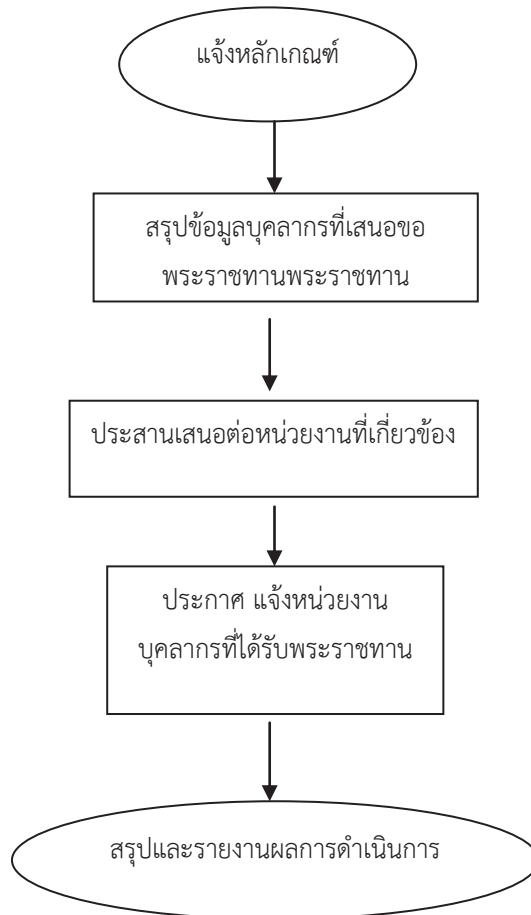 แจ้งหลักเกณฑ์
สรุปข้อมูลบุคลากรที่เสนอขอ
พระราชทานพระราชทาน
ประสานเสนอต่อหน่วยงานที่เกี่ยวข้อง
ประกาศ แจ้งหน่วยงาน
บุคลากรที่ได้รับพระราชทาน
สรุปและรายงานผลการดำเนินการ